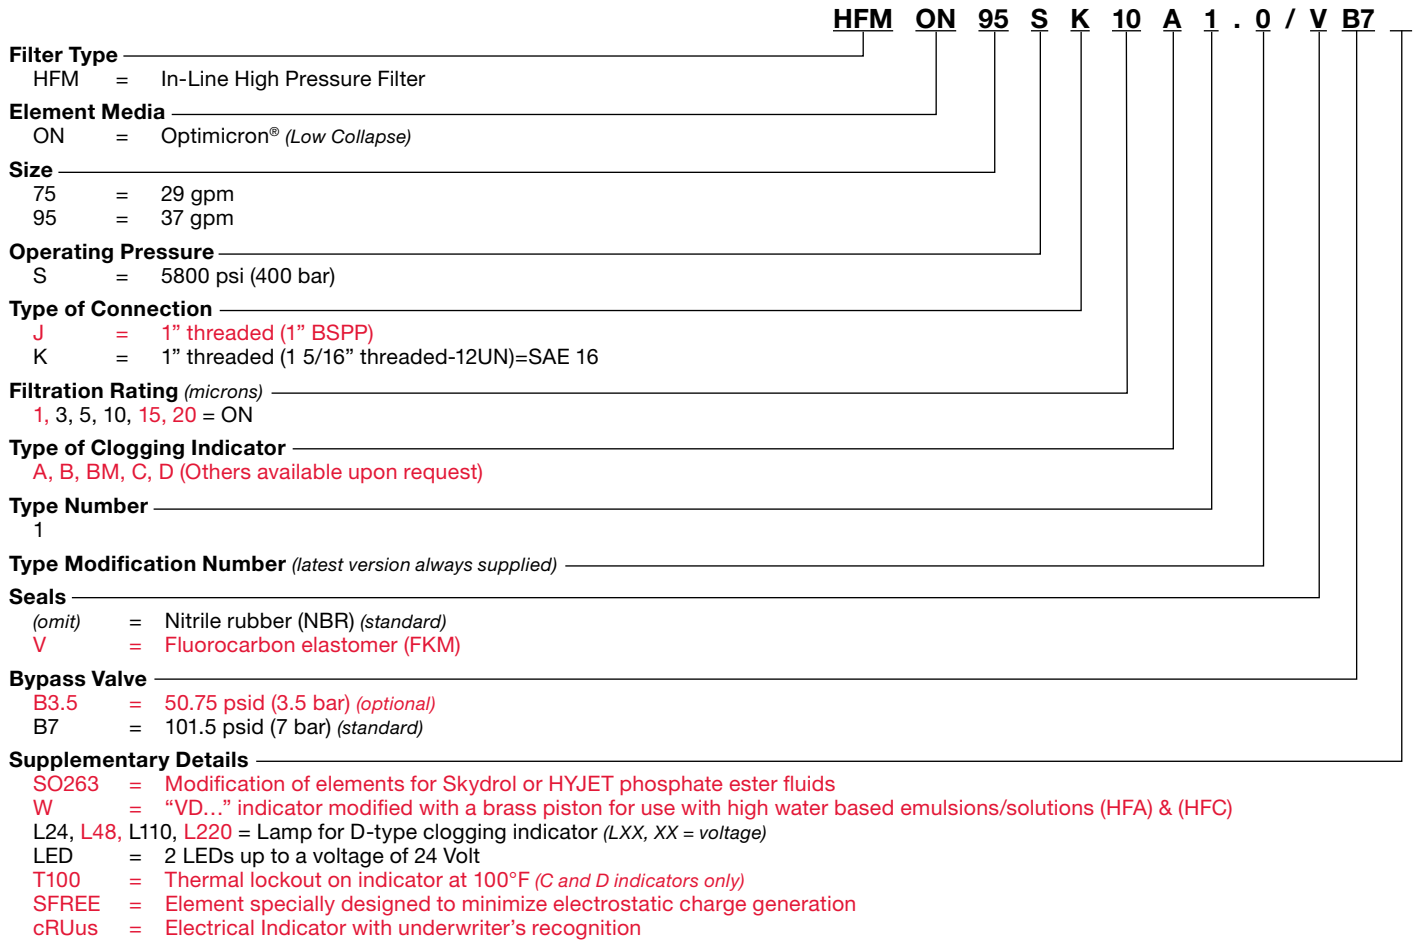 HFM ON 95 S K 10 A 1 . 0 / V B7
Filter Type
HFM = In-Line High Pressure Filter
Element Media
ON = Optimicron® (Low Collapse)
Size
75 = 29 gpm
95 = 37 gpm
Operating Pressure
S = 5800 psi (400 bar)
Type of Connection
J = 1” threaded (1” BSPP)
K = 1” threaded (1 5/16” threaded-12UN)=SAE 16
Filtration Rating (microns)
1, 3, 5, 10, 15, 20 = ON
Type of Clogging Indicator
A, B, BM, C, D (Others available upon request)
Type Number
1
Type Modification Number (latest version always supplied)
Seals
(omit) = Nitrile rubber (NBR) (standard)
V = Fluorocarbon elastomer (FKM)
Bypass Valve
B3.5 = 50.75 psid (3.5 bar) (optional)
B7 = 101.5 psid (7 bar) (standard)
Supplementary Details
SO263 = Modification of elements for Skydrol or HYJET phosphate ester fluids
W = “VD…” indicator modified with a brass piston for use with high water based emulsions/solutions (HFA) & (HFC)
L24, L48, L110, L220 = Lamp for D-type clogging indicator (LXX, XX = voltage)
LED = 2 LEDs up to a voltage of 24 Volt
T100 = Thermal lockout on indicator at 100°F (C and D indicators only)
SFREE = Element specially designed to minimize electrostatic charge generation
cRUus = Electrical Indicator with underwriter’s recognition